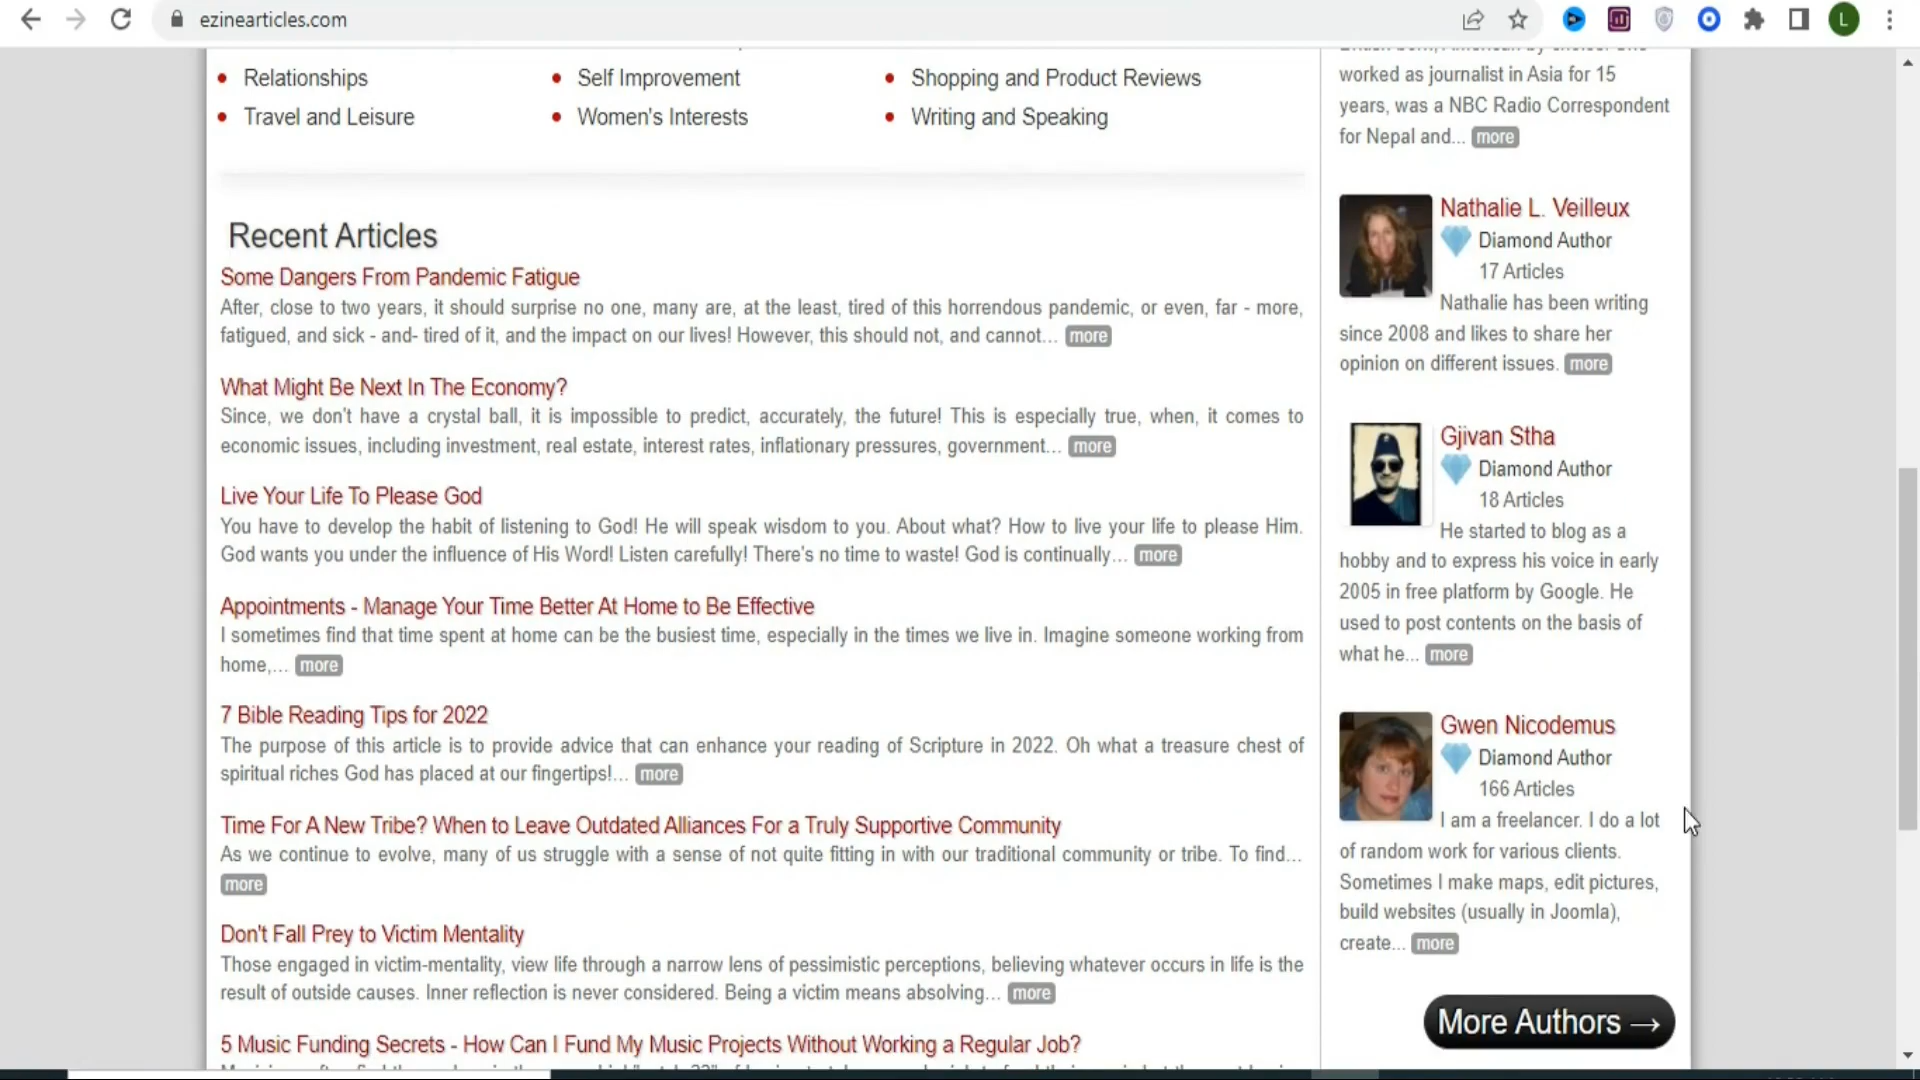 ezinearticles.com
L
Relationships
Self Improvement
Shopping and Product Reviews
Travel and Leisure
Women's Interests
Writing and Speaking
Recent Articles
Some Dangers From Pandemic Fatigue
After, close to two years, it should surprise no one, many are, at the least, tired of this horrendous pandemic, or even, far - more,
fatigued, and sick - and- tired of it, and the impact on our lives! However, this should not, and cannot... more
What Might Be Next In The Economy?
Since, we don't have a crystal ball, it is impossible to predict, accurately, the future! This is especially true, when, it comes to
economic issues, including investment, real estate, interest rates, inflationary pressures, government... more
Live Your Life To Please God
You have to develop the habit of listening to God! He will speak wisdom to you. About what? How to live your life to please Him.
God wants you under the influence of His Word! Listen carefully! There's no time to waste! God is continually... more
Appointments - Manage Your Time Better At Home to Be Effective
I sometimes find that time spent at home can be the busiest time, especially in the times we live in. Imagine someone working from
home,... more
7 Bible Reading Tips for 2022
The purpose of this article is to provide advice that can enhance your reading of Scripture in 2022. Oh what a treasure chest of
spiritual riches God has placed at our fingertips!... more
Time For A New Tribe? When to Leave Outdated Alliances For a Truly Supportive Community
As we continue to evolve, many of us struggle with a sense of not quite fitting in with our traditional community or tribe. To find...
more
Don't Fall Prey to Victim Mentality
Those engaged in victim-mentality, view life through a narrow lens of pessimistic perceptions, believing whatever occurs in life is the
result of outside causes. Inner reflection is never considered. Being a victim means absolving... more
5 Music Funding Secrets - How Can I Fund My Music Projects Without Working a Regular Job?
worked as journalist in Asia for 15
years, was a NBC Radio Correspondent
for Nepal and... more
Nathalie L. Veilleux
Diamond Author
17 Articles
Nathalie has been writing
since 2008 and likes to share her
opinion on different issues. more
Gjivan Stha
Diamond Author
18 Articles
He started to blog as a
hobby and to express his voice in early
2005 in free platform by Google. He
used to post contents on the basis of
what he... more
Gwen Nicodemus
Diamond Author
166 Articles
I am a freelancer. I do a lot
of random work for various clients.
Sometimes I make maps, edit pictures,
build websites (usually in Joomla),
create... more
More Authors →